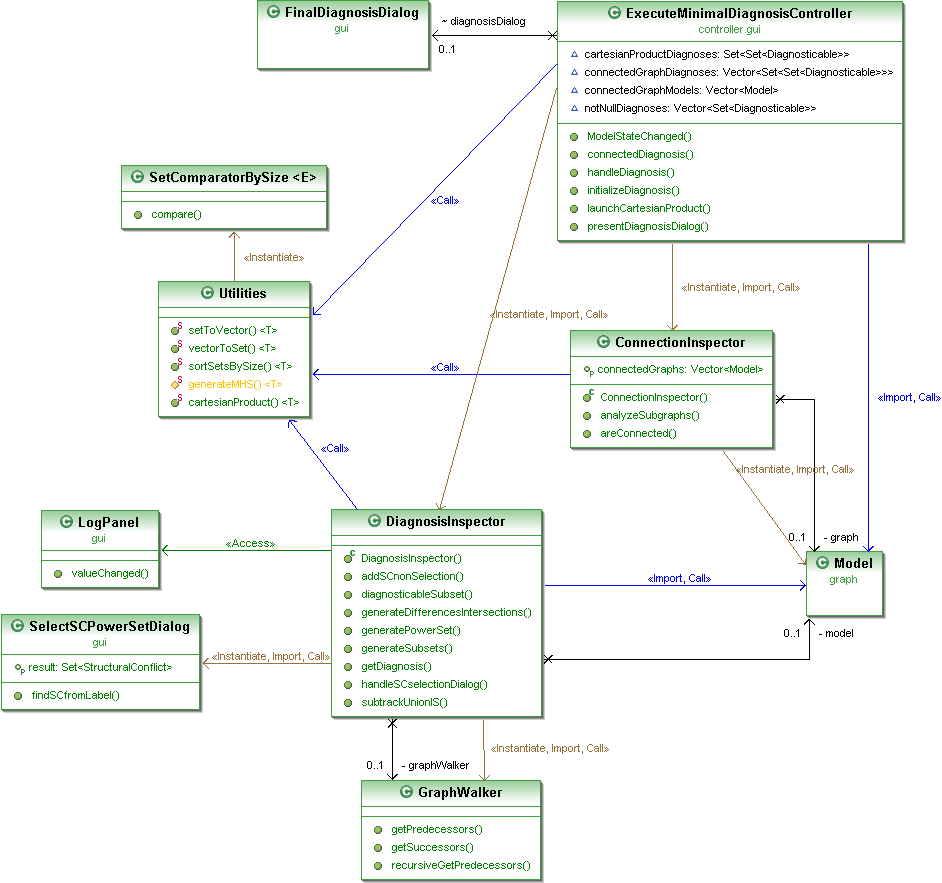 FinalDiagnosisDialog
gui
~ diagnosisDialog
0..1
ExecuteMinimalDiagnosisController
controller.gui
cartesianProductDiagnoses: Set<Set<Diagnosticable>>
connectedGraphDiagnoses: Vector<Set<Set<Diagnosticable>>>
connectedGraphModels: Vector<Model>
notNullDiagnoses: Vector<Set<Diagnosticable>>
ModelStateChanged()
connectedDiagnosis()
handleDiagnosis()
initializeDiagnosis()
launchCartesianProduct()
presentDiagnosisDialog()
SetComparatorBySize <E>
compare()
«Call»
«Instantiate»
Utilities
setToVector() <T>
vectorToSet() <T>
sortSetsBySize() <T>
generateMHS() <T>
cartesianProduct() <T>
«Instantiate, Import, Call»
«Instantiate, Import, Call»
ConnectionInspector
connectedGraphs: Vector<Model>
ConnectionInspector()
analyzeSubgraphs()
areConnected()
«Call»
«Import, Call»
«Call»
«Instantiate, Import, Call»
0..1
- graph
Model
graph
LogPanel
gui
valueChanged()
«Access»
DiagnosisInspector
DiagnosisInspector()
addSCnonSelection()
diagnosticableSubset()
generateDifferencesIntersections()
generatePowerSet()
generateSubsets()
getDiagnosis()
handleSCselectionDialog()
subtrackUnionIS()
«Import, Call»
0..1
- model
SelectSCPowerSetDialog
gui
result: Set<StructuralConflict>
findSCfromLabel()
«Instantiate, Import, Call»
«Instantiate, Import, Call»
0..1
- graphWalker
GraphWalker
getPredecessors()
getSuccessors()
recursiveGetPredecessors()